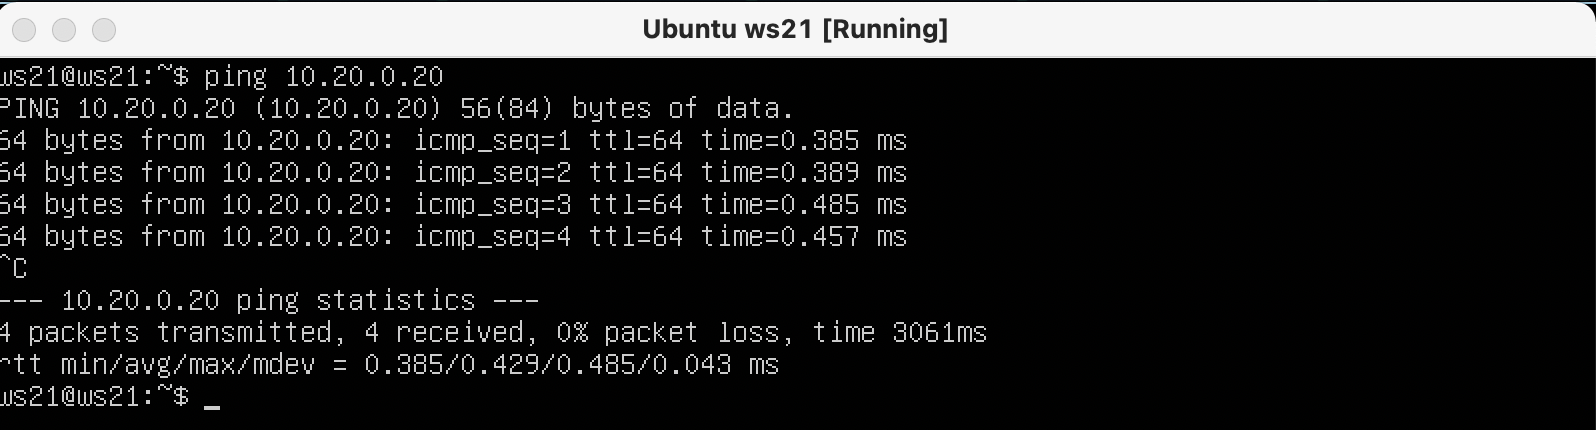 Ubuntu ws21 [Running]
ws21@ws21:~$ ping 10.20.0.20
PING 10.20.0.20 (10.20.0.20) 56(84) bytes of data.
64 bytes from 10.20.0.20: icmp_seq=1 ttl=64 time=0.385 ms
64 bytes from 10.20.0.20: icmp_seq=2 ttl=64 time=0.389 ms
64 bytes from 10.20.0.20: icmp_seq=3 ttl=64 time=0.485 ms
64 bytes from 10.20.0.20: icmp_seq=4 ttl=64 time=0.457 ms
^C
--- 10.20.0.20 ping statistics ---
4 packets transmitted, 4 received, 0% packet loss, time 3061ms
rtt min/avg/max/mdev = 0.385/0.429/0.485/0.043 ms
ws21@ws21:~$ _